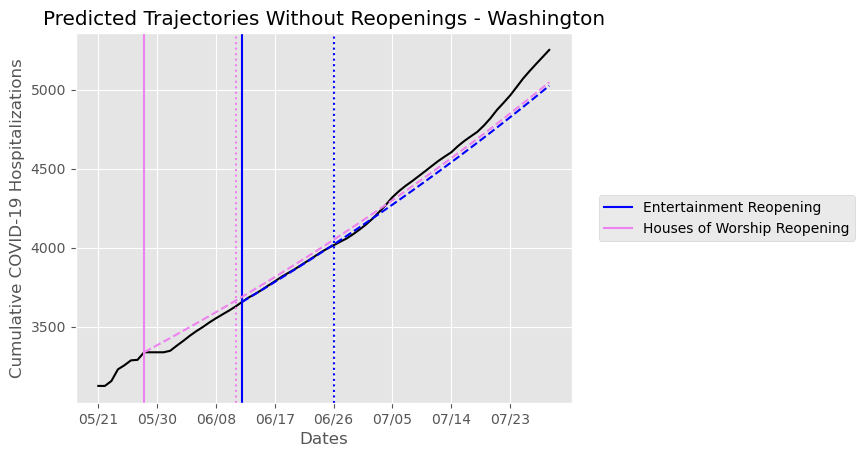 Predicted Trajectories Without Reopenings - Washington
Cumulative COVID-19 Hospitalizations
5000
4500
4000
3500
05/21
05/30
06/08
06/17
06/26
07/05
07/14
07/23
Dates
Entertainment Reopening
Houses of Worship Reopening